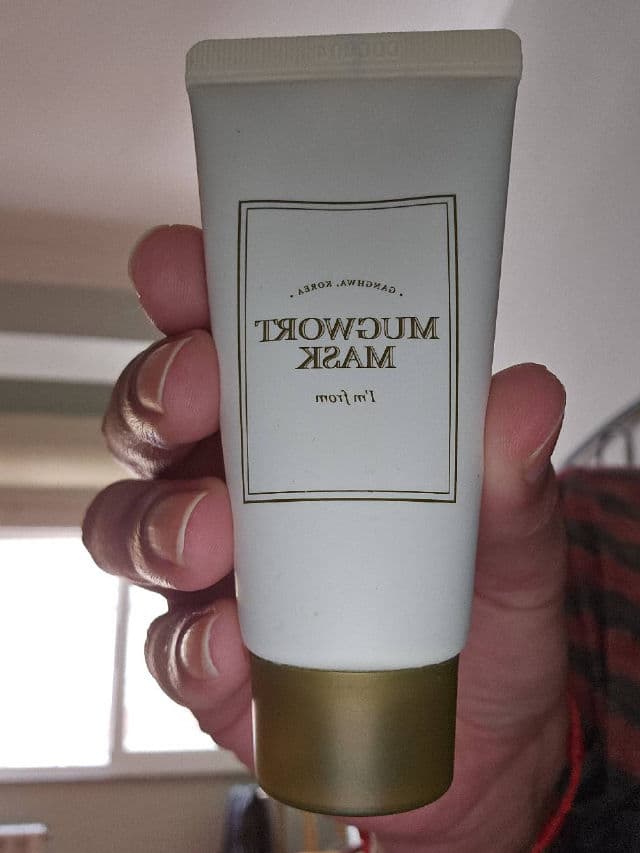 · GANGHWA, KOREA ·
MUGWORT
MASK
I'm from